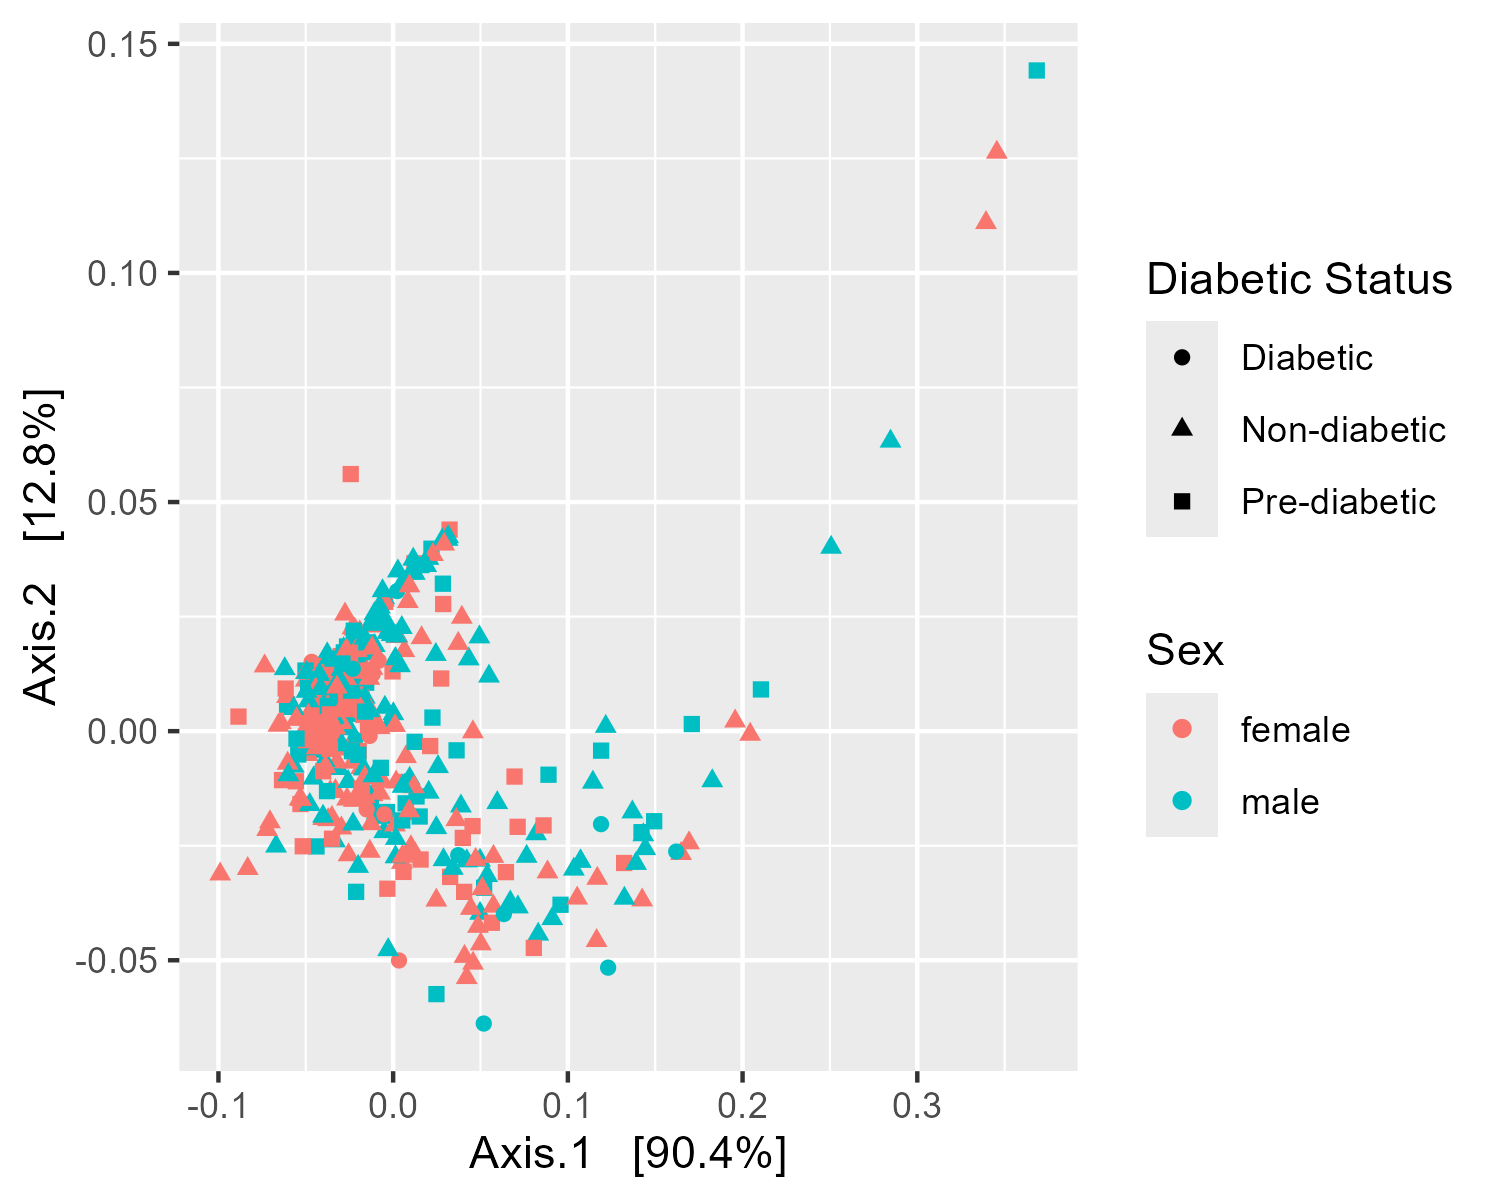 0.15
0.10
0.05
0.00
-0.05
Axis.2 [12.8%]
-0.1 0.0 0.1 0.2 0.3
Axis.1 [90.4%]
Diabetic Status
Diabetic
Non-diabetic
Pre-diabetic
Sex
female
male